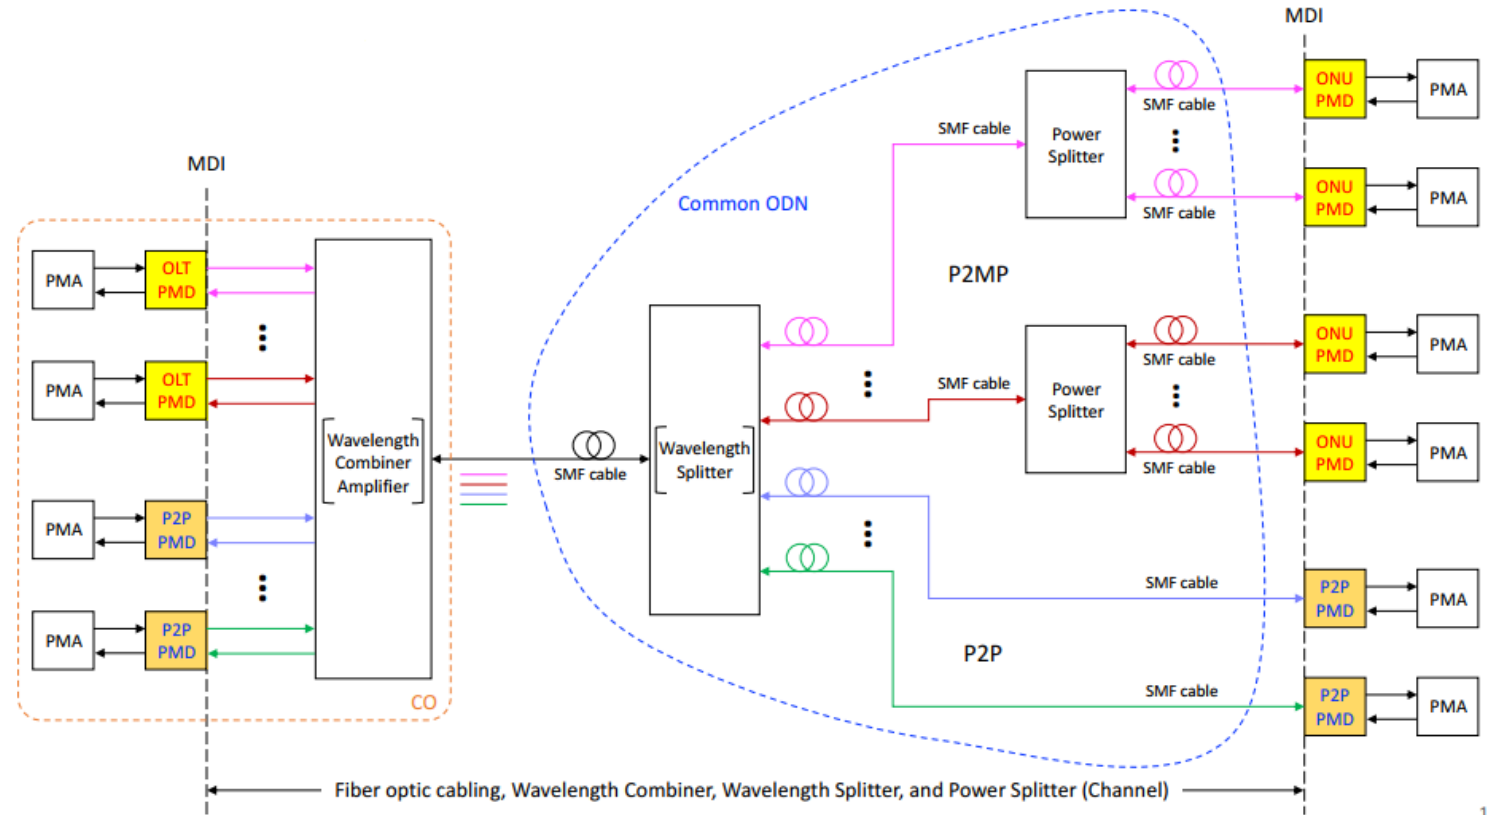 MDI
MDI
ONU
PMD
PMA
SMF cable
SMF cable
Power
Splitter
ONU
PMD
PMA
SMF cable
Common ODN
P2MP
PMA
OLT
PMD
PMA
OLT
PMD
Wavelength
Combiner
Amplifier
SMF cable
Wavelength
Splitter
SMF cable
Power
Splitter
SMF cable
ONU
PMD
PMA
SMF cable
ONU
PMD
PMA
PMA
P2P
PMD
PMA
P2P
PMD
CO
SMF cable
P2P
PMD
PMA
P2P
SMF cable
P2P
PMD
PMA
Fiber optic cabling, Wavelength Combiner, Wavelength Splitter, and Power Splitter (Channel)
1